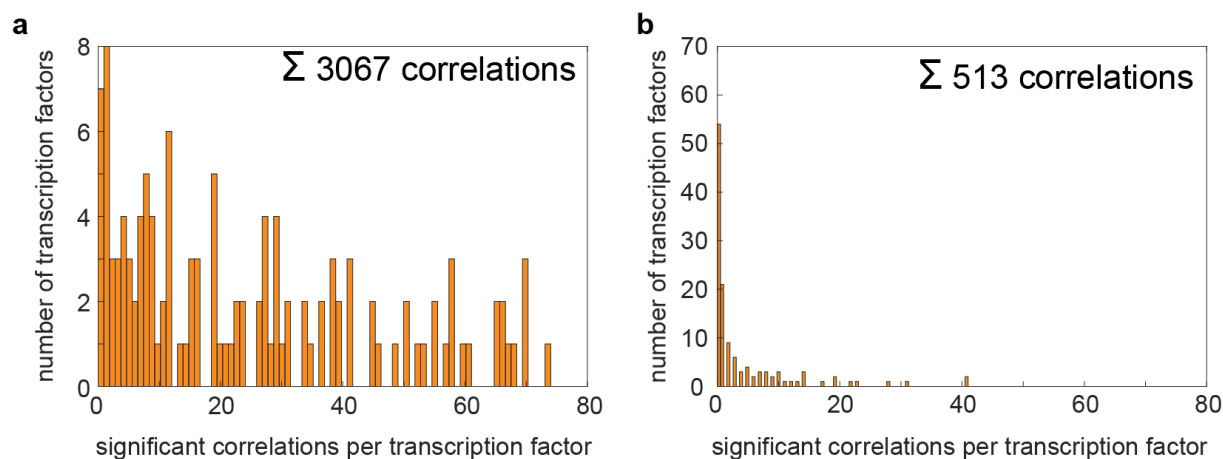 a
Σ 3067 correlations
number of transcription factors
8
6
4
2
0
0 20 40 60 80
significant correlations per transcription factor
b
Σ 513 correlations
number of transcription factors
70
60
50
40
30
20
10
0
0 20 40 60 80
significant correlations per transcription factor